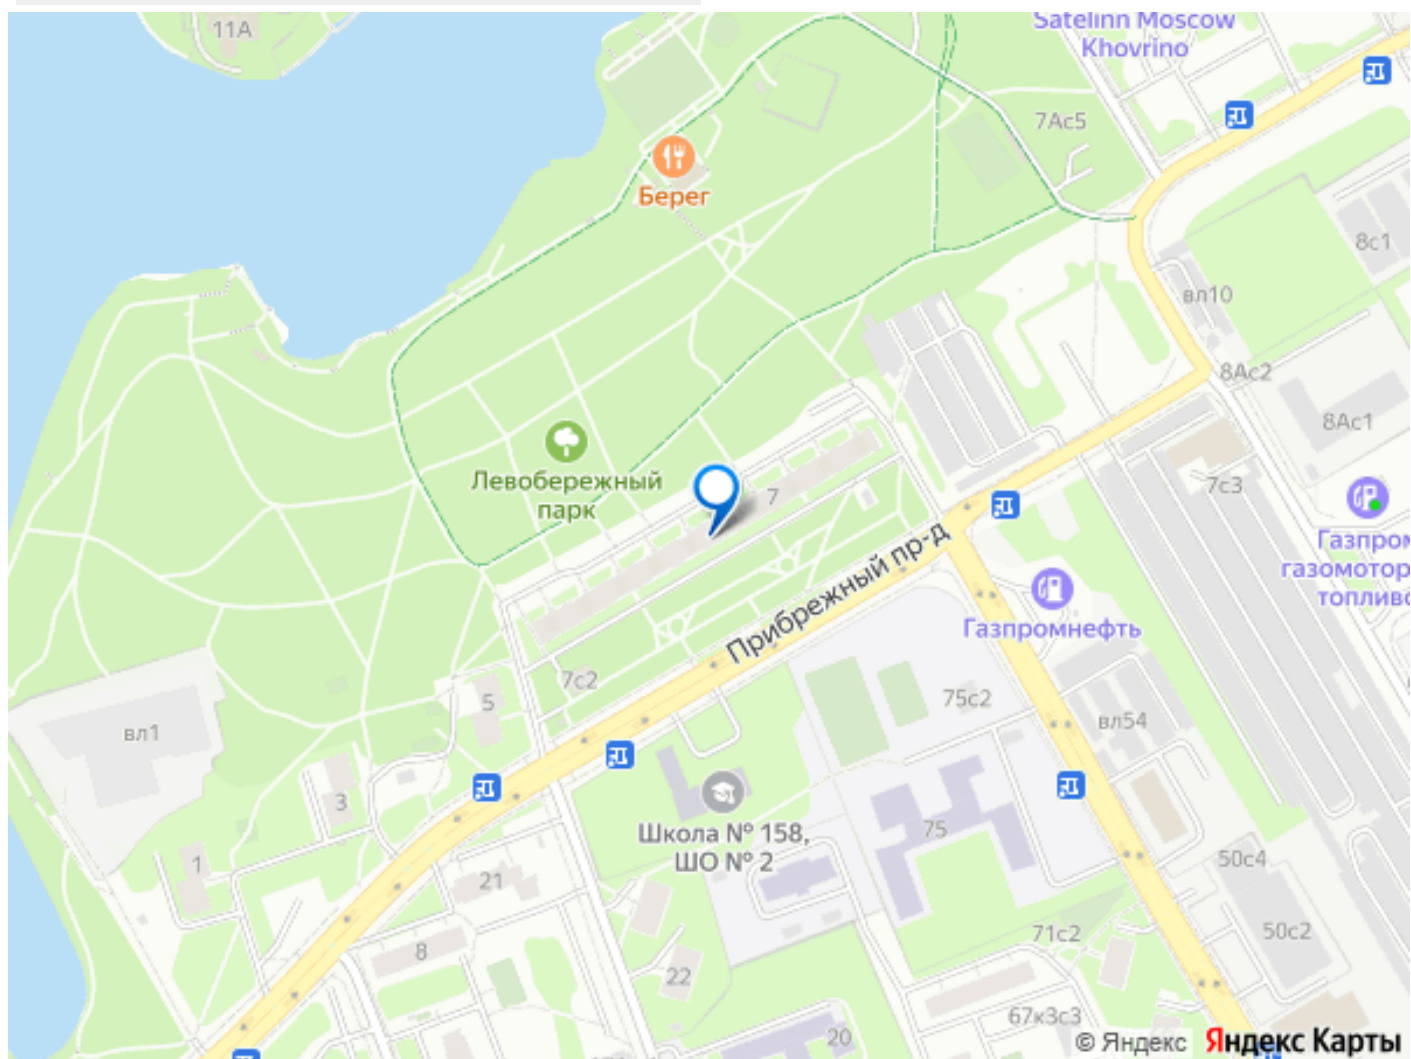 11А
Satelinn Moscow
Khovrino
7Ас5
Берег
8с1
вл10
8Ас2
8Ас1
Левобережный
парк
7
7с3
Газпром
газомотор
топливо
Прибрежный пр-д
Газпромнефть
7с2
5
75с2
вл54
вл1
3
Школа № 158,
ШО № 2
75
1
50с4
21
8
71с2
50с2
22
67к3с3
20
© Яндекс
Яндекс Карты